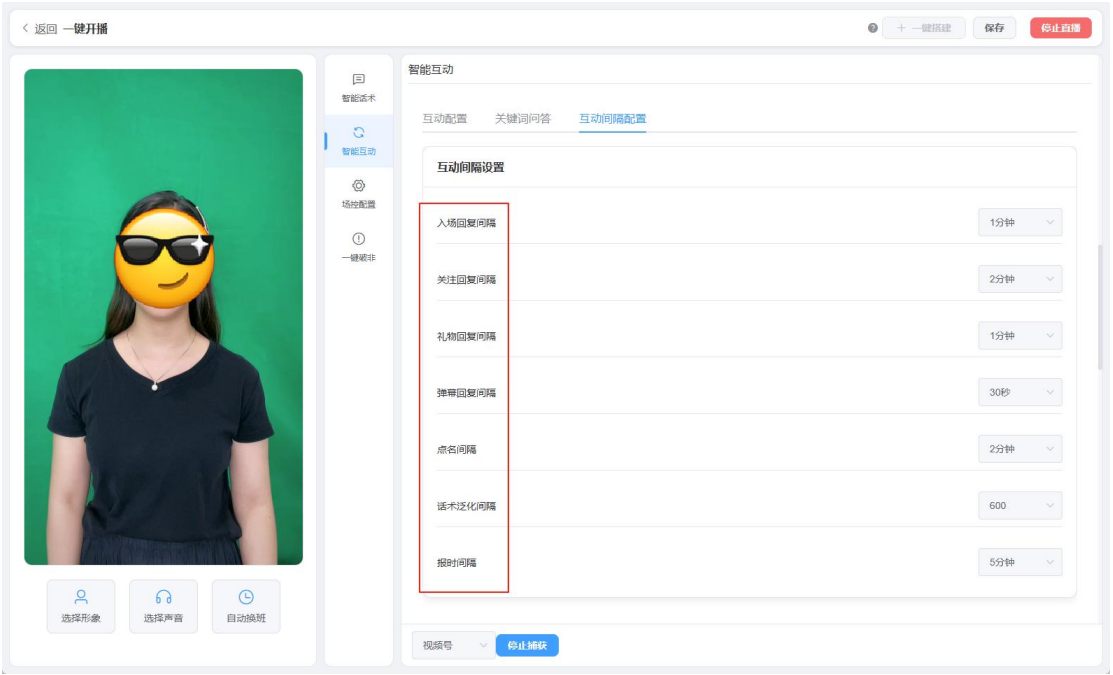 返回 一键开播
+ 一键搭建 保存 停止直播
智能话术
智能互动
场控配置
一键破非
智能互动
互动配置 关键词问答 互动间隔配置
互动间隔设置
入场回复间隔 1分钟
关注回复间隔 2分钟
礼物回复间隔 1分钟
弹幕回复间隔 30秒
点名间隔 2分钟
话术泛化间隔 600
报时间隔 5分钟
选择形象 选择声音 自动换班
视频号 停止捕获